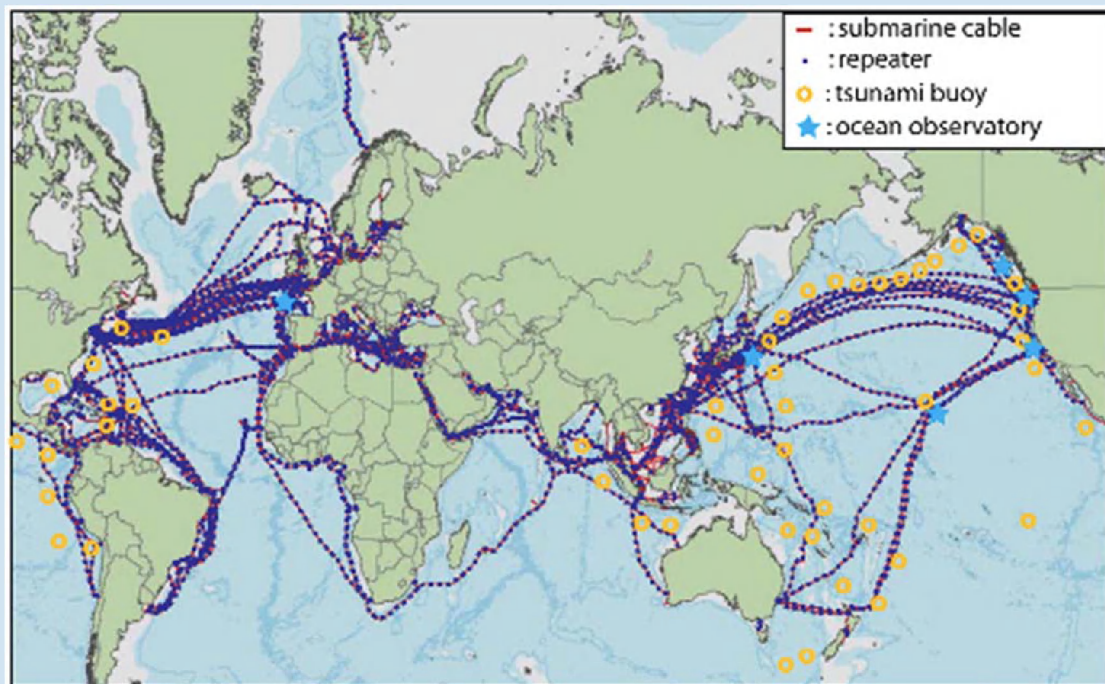 : submarine cable
: repeater
: tsunami buoy
: ocean observatory